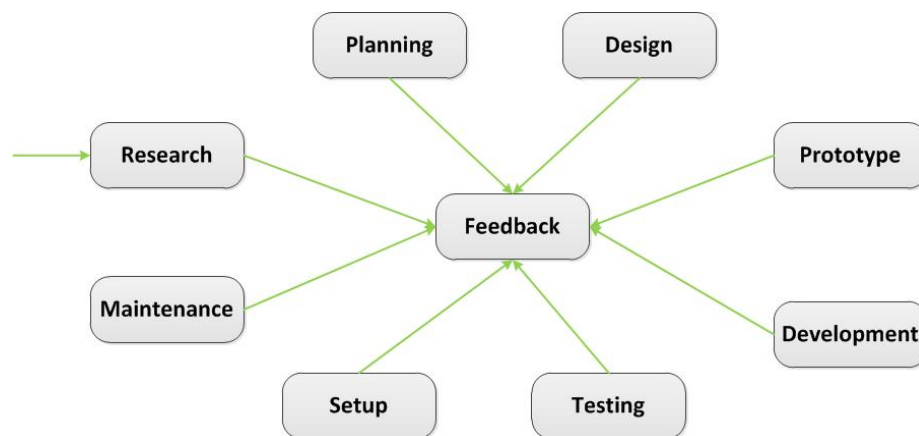 Planning
Design
Research
Prototype
Feedback
Maintenance
Development
Setup
Testing